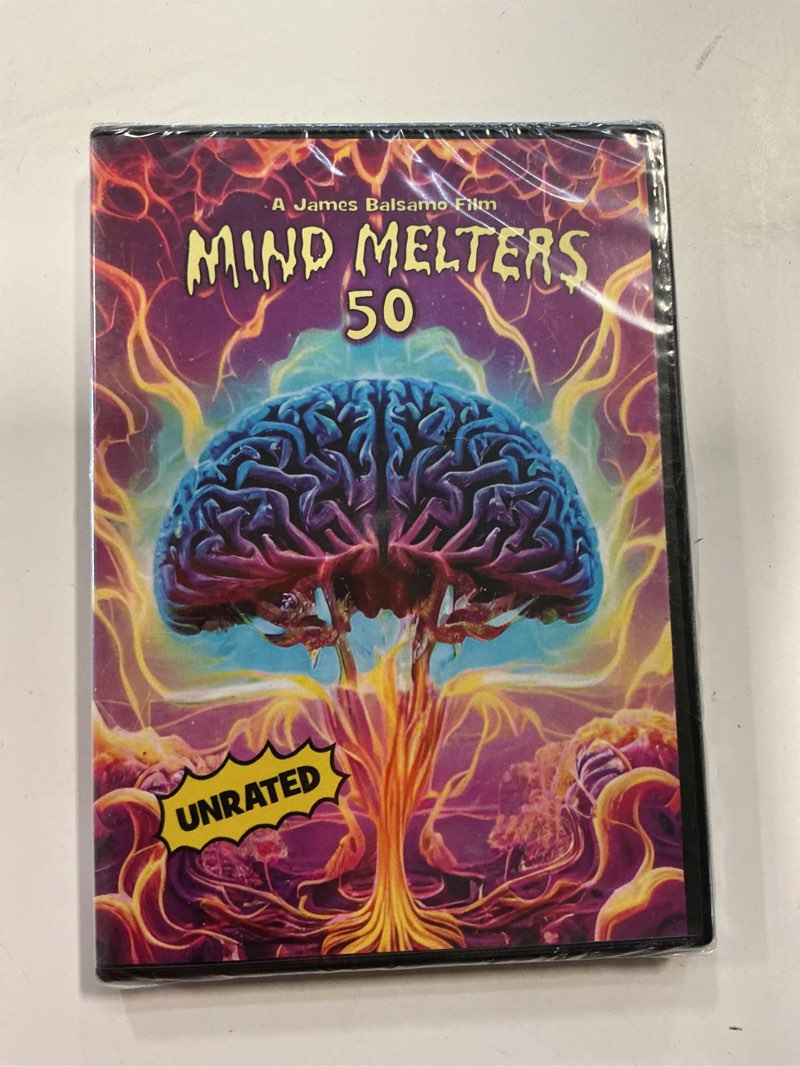 A James Balsamo Film
MIND MELTERS
50
UNRATED